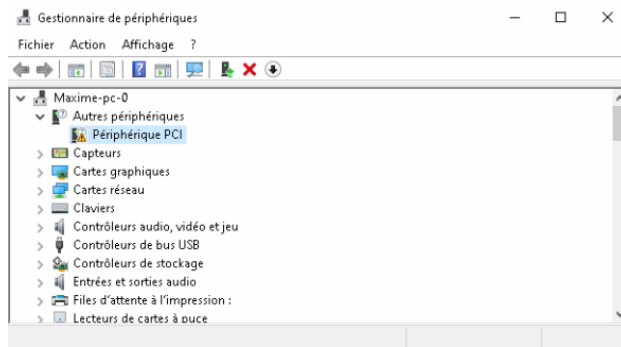 Gestionnaire de périphériques
Fichier Action Affichage ?
Maxime-pc-0
Autres périphériques
Périphérique PCI
Capteurs
Cartes graphiques
Cartes réseau
Claviers
Contrôleurs audio, vidéo et jeu
Contrôleurs de bus USB
Contrôleurs de stockage
Entrées et sorties audio
Files d'attente à l'impression :
Lecteurs de cartes à puce